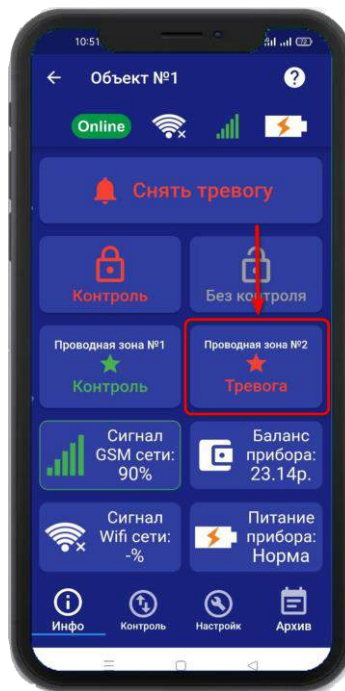 10:51
Объект №1
?
Online
Снять тревогу
Контроль
Без контроля
Проводная зона №1
Контроль
Проводная зона №2
Тревога
Сигнал
GSM сети:
90%
Баланс
прибора:
23.14р.
Сигнал
Wifi сети:
-%
Питание
прибора:
Норма
Инфо
Контроль
Настройк
Архив